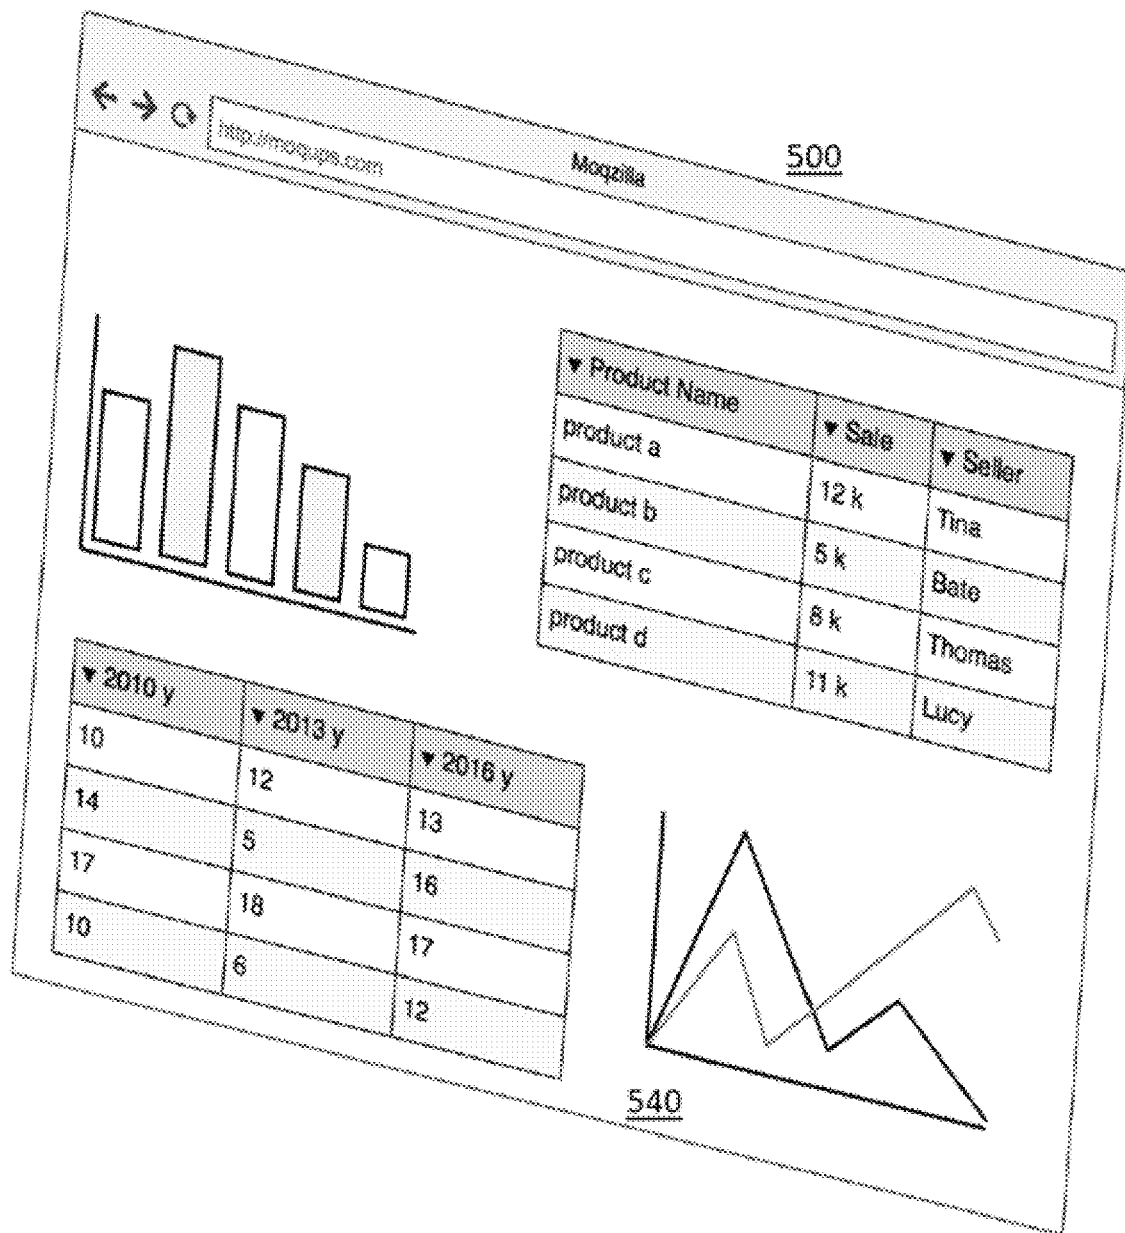 Moqzilla
500
http://moqups.com
▼ Product Name ▼ Sale ▼ Seller
product a 12 k Tina
product b 5 k Bate
product c 8 k Thomas
product d 11 k Lucy
▼ 2010 y ▼ 2013 y ▼ 2016 y
10 12 13
14 5 16
17 18 17
10 6 12
540